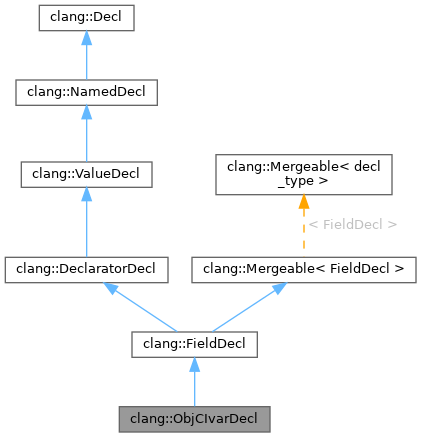 clang::Decl
clang::NamedDecl
clang::ValueDecl
clang::Mergeable< decl
_type >
< FieldDecl >
clang::DeclaratorDecl
clang::Mergeable< FieldDecl >
clang::FieldDecl
clang::ObjCIvarDecl